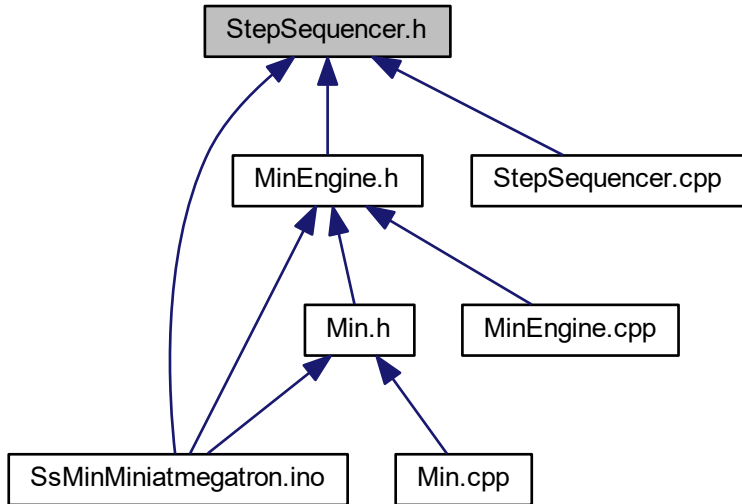 StepSequencer.h
MinEngine.h
StepSequencer.cpp
Min.h
MinEngine.cpp
SsMinMiniatmegatron.ino
Min.cpp